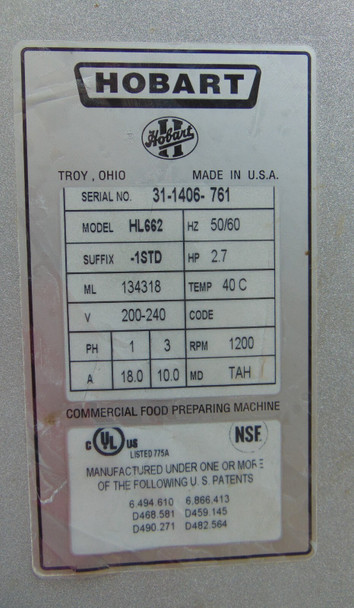 HOBART
Hobart
H
TROY, OHIO MADE IN U.S.A.
SERIAL NO. 31-1406- 761
MODEL HL662 HZ 50/60
SUFFIX -1STD HP 2.7
ML 134318 TEMP 40 C
V 200-240 CODE
PH 1 3 RPM 1200
A 18.0 10.0 MD TAH
COMMERCIAL FOOD PREPARING MACHINE
C UL US NSF
LISTED 775A
MANUFACTURED UNDER ONE OR MORE
OF THE FOLLOWING U. S. PATENTS
6.494.610 6.866.413
D468.581 D459.145
D490.271 D482.564